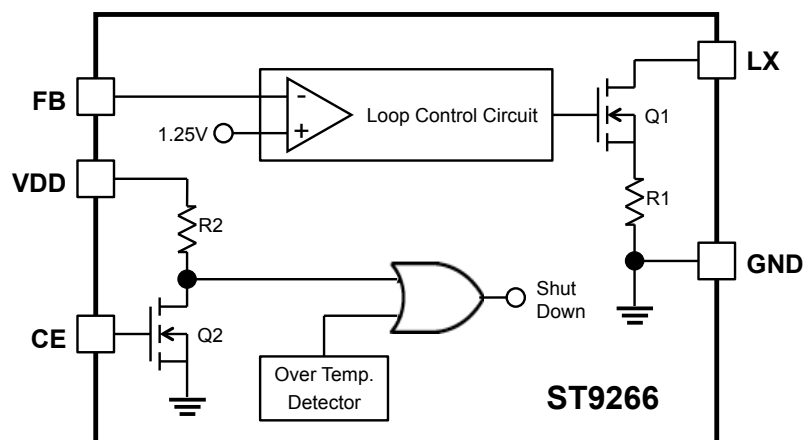 LX
FB
-
Loop Control Circuit
Q1
1.25V
+
VDD
R1
R2
GND
Shut
Down
CE
Q2
Over Temp.
Detector
ST9266